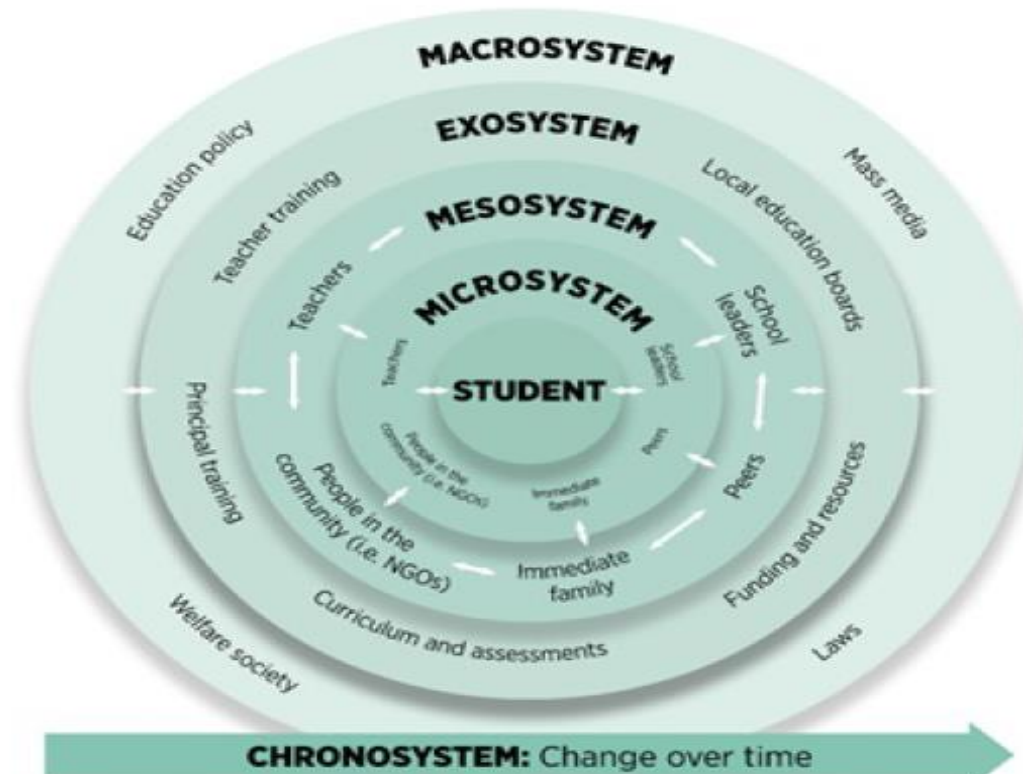 MACROSYSTEM
Education policy
Mass media
Welfare society
Laws
EXOSYSTEM
Teacher training
Local education boards
Principal training
Funding and resources
Curriculum and assessments
MESOSYSTEM
Teachers
School
leaders
Peers
People in the
community (i.e. NGOs)
Immediate
family
MICROSYSTEM
Teachers
School
leaders
Peers
People in the
community (i.e. NGOs)
Immediate
family
STUDENT
CHRONOSYSTEM: Change over time